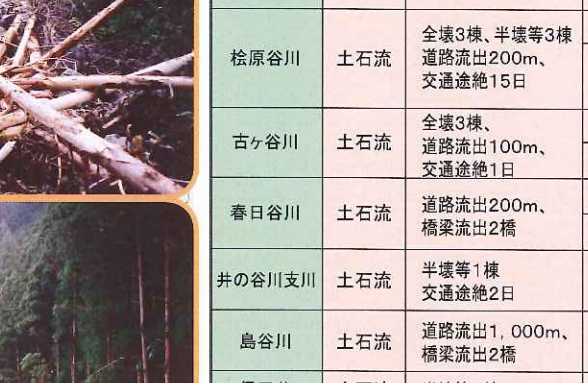 桧原谷川
土石流
全壊3棟、半壊等3棟
道路流出200m、
交通途絶15日
古ヶ谷川
土石流
全壊3棟、
道路流出100m、
交通途絶1日
春日谷川
土石流
道路流出200m、
橋梁流出2橋
井の谷川支川
土石流
半壊等1棟
交通途絶2日
島谷川
土石流
道路流出1,000m、
橋梁流出2橋